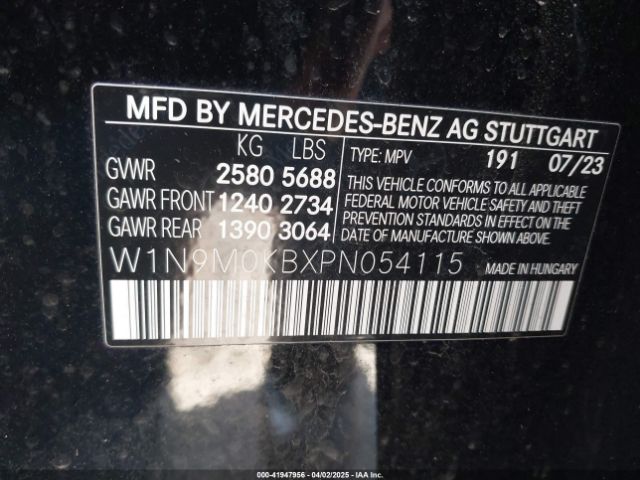 MFD BY MERCEDES-BENZ AG STUTTGART
KG LBS
GVWR 2580 5688
GAWR FRONT 1240 2734
GAWR REAR 1390 3064
TYPE: MPV 191 07/23
THIS VEHICLE CONFORMS TO ALL APPLICABLE
FEDERAL MOTOR VEHICLE SAFETY AND THEFT
PREVENTION STANDARDS IN EFFECT ON THE
DATE OF MANUFACTURE SHOWN ABOVE.
W1N9M0KBXPN054115 MADE IN HUNGARY
000-41947956 - 04/02/2025 - IAA Inc.